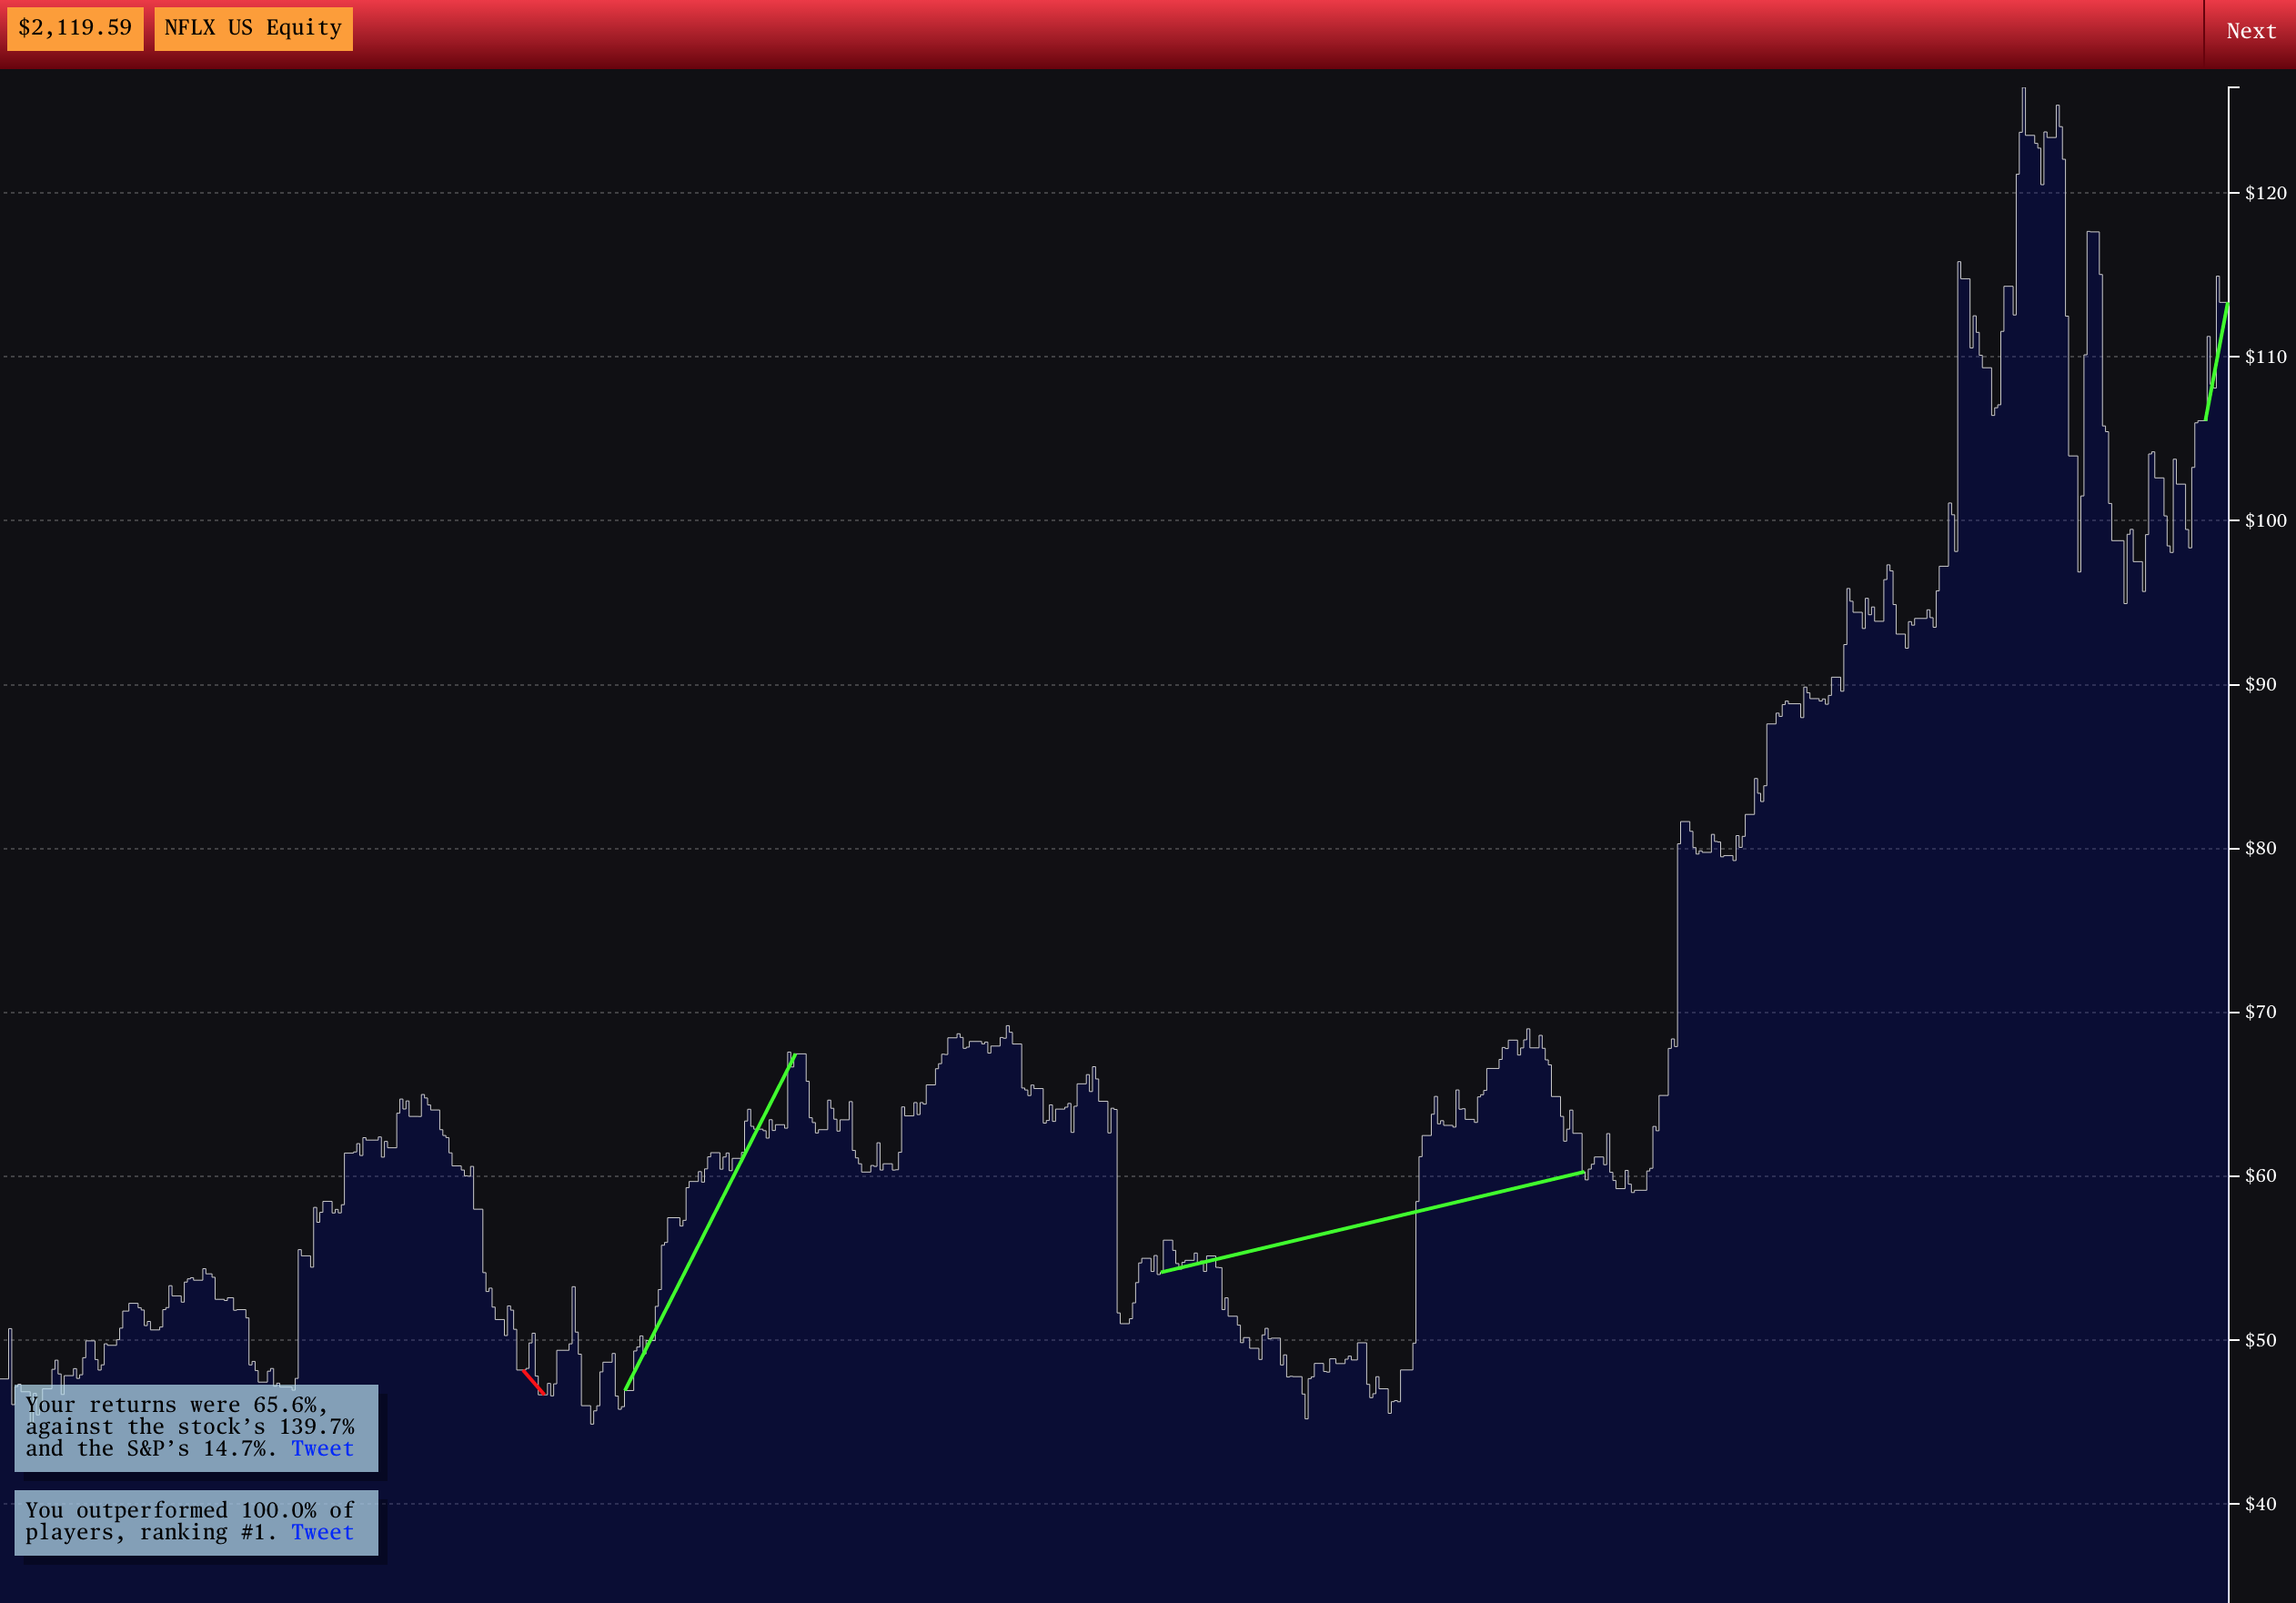 $2,119.59 NFLX US Equity Next
$120
$110
$100
$90
$80
$70
$60
$50
$40
Your returns were 65.6%,
against the stock’s 139.7%
and the S&P’s 14.7%. Tweet
You outperformed 100.0% of
players, ranking #1. Tweet